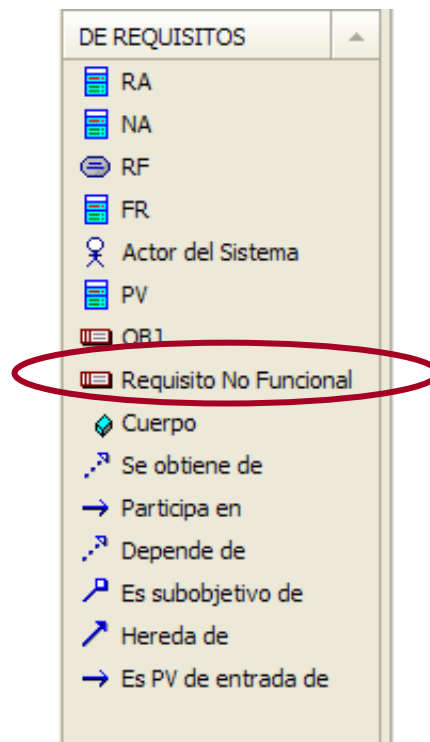 DE REQUISITOS
RA
NA
RF
FR
Actor del Sistema
PV
OBJ
Requisito No Funcional
Cuerpo
Se obtiene de
Participa en
Depende de
Es subobjetivo de
Hereda de
Es PV de entrada de